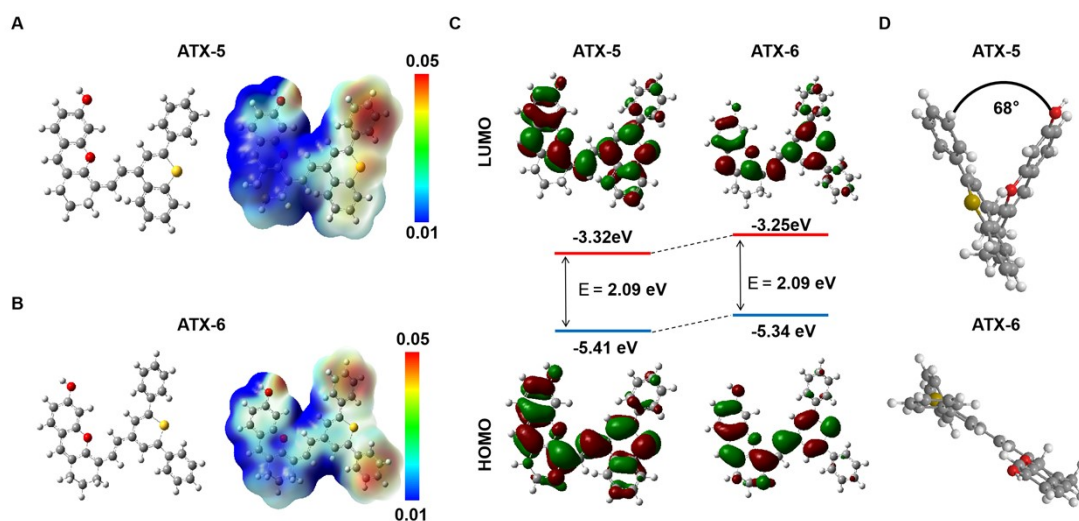 A
ATX-5
0.05
0.01
B
ATX-6
0.05
0.01
C
ATX-5
ATX-6
LUMO
-3.32eV
-3.25eV
E = 2.09 eV
E = 2.09 eV
-5.41 eV
-5.34 eV
HOMO
D
ATX-5
68°
ATX-6